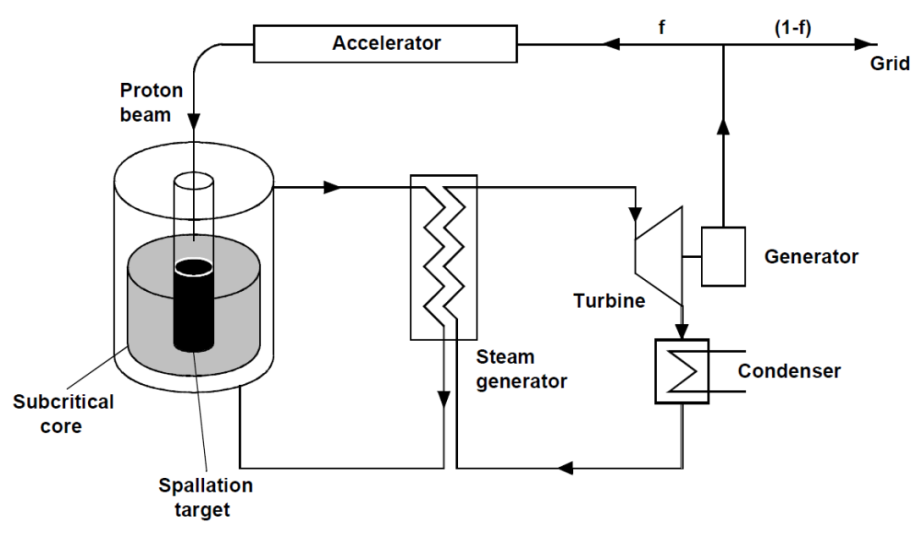 f
(1-f)
Accelerator
Grid
Proton
beam
Generator
Turbine
Steam
generator
Condenser
Subcritical
core
Spallation
target